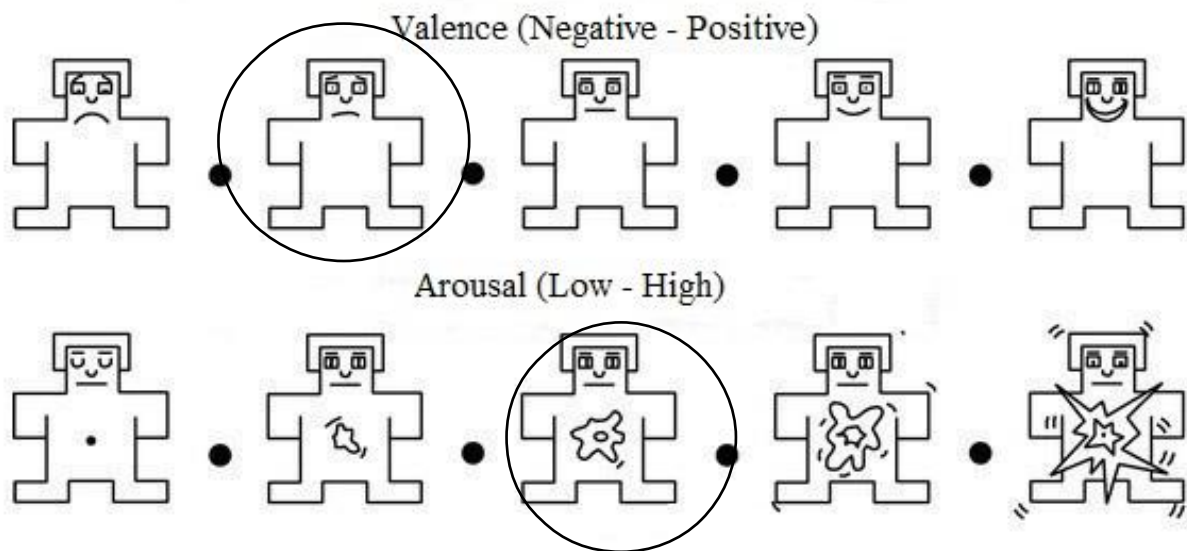 Valence (Negative - Positive)
Arousal (Low - High)